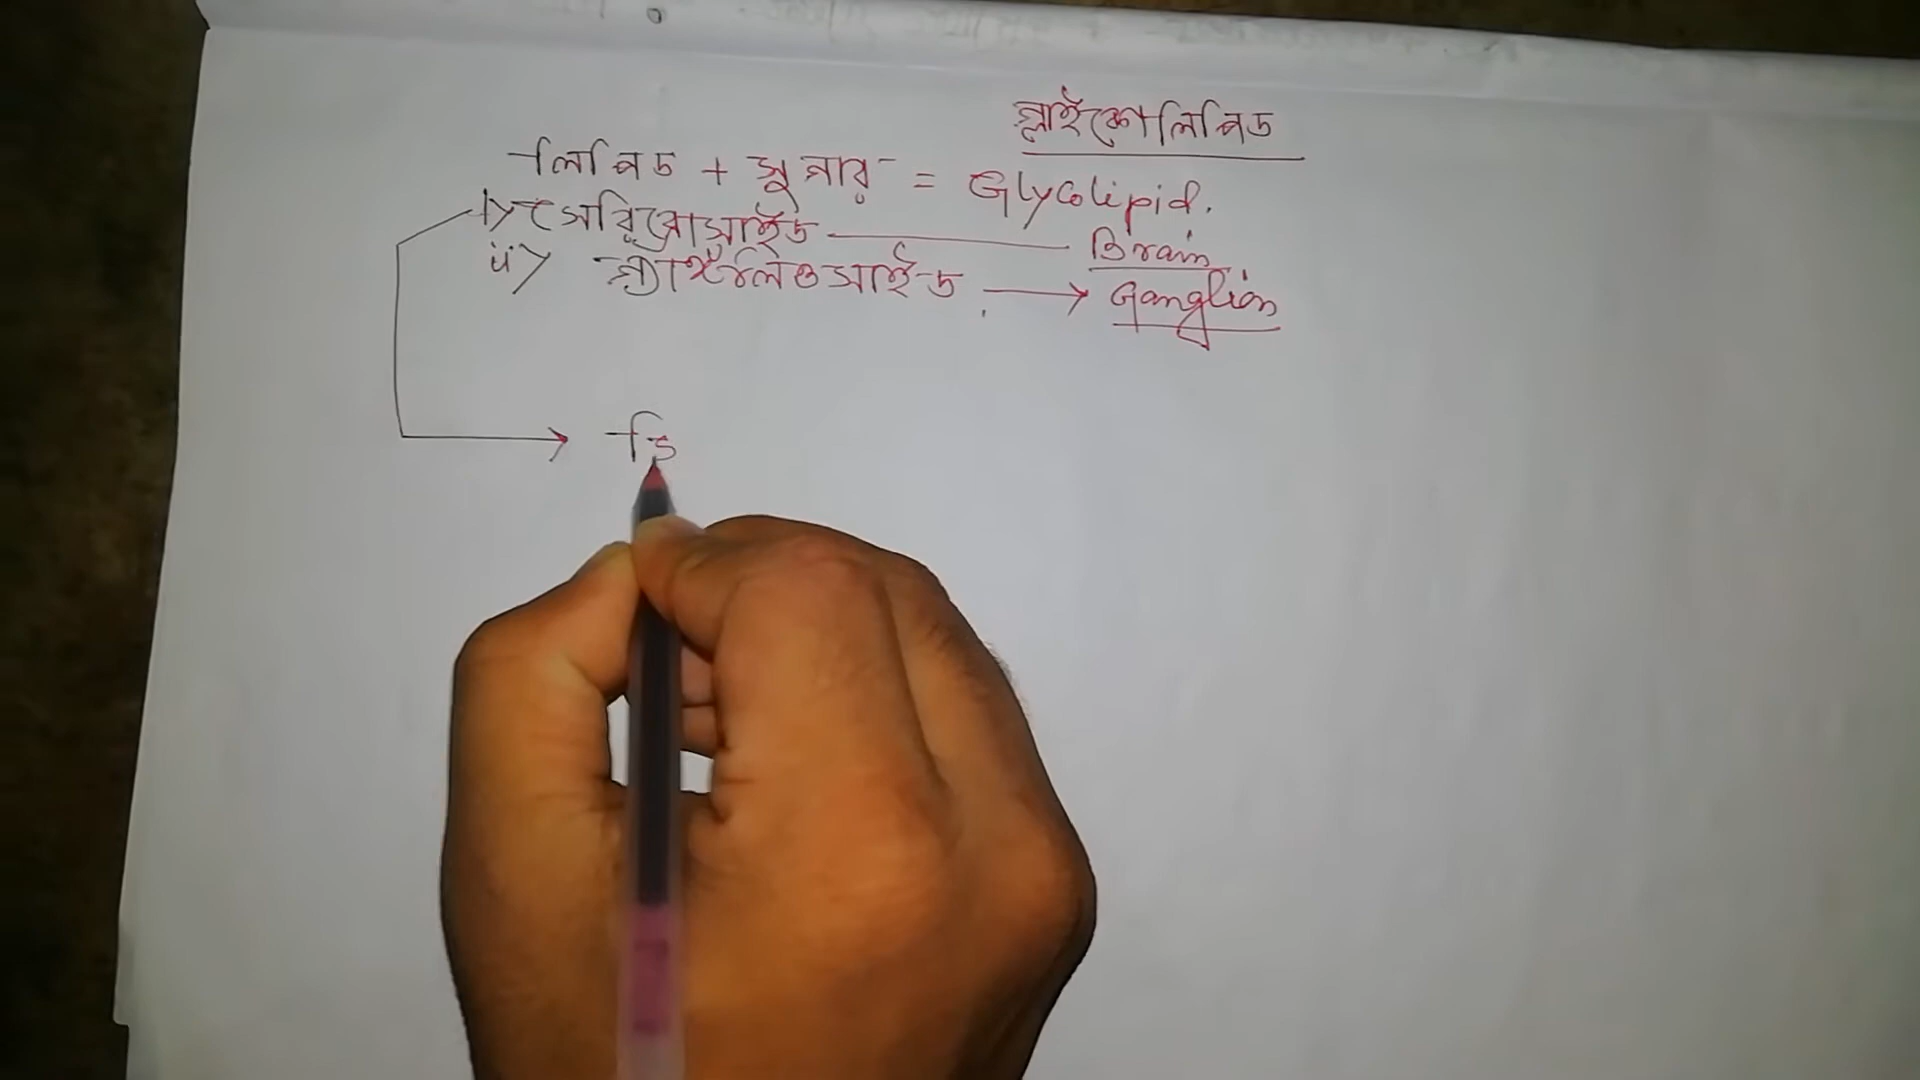 গ্লাইকোলিপিড
লিপিড + সুগার = Glycolipid.
i> সেরিব্রোসাইড — Brain
ii> গ্যাংলিওসাইড. → Ganglion